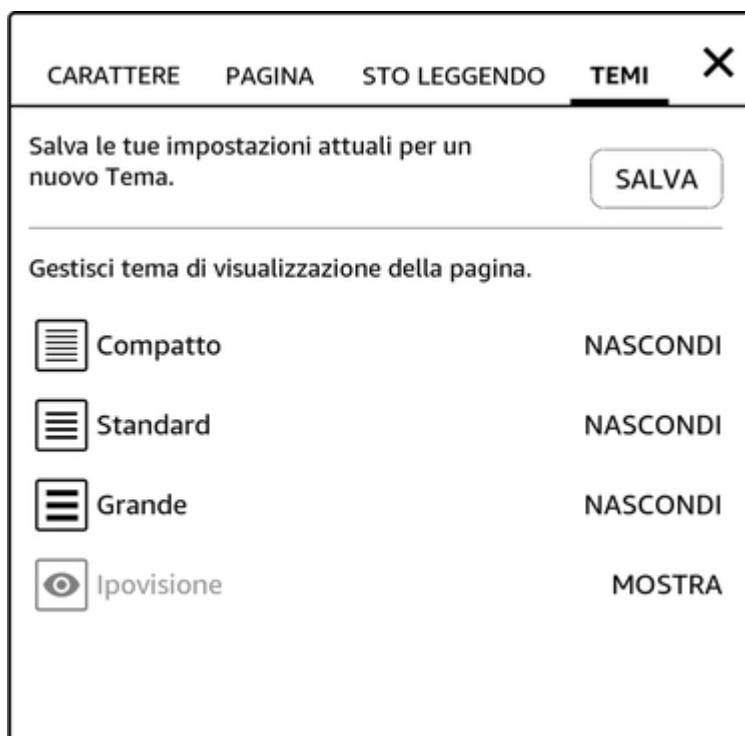 CARATTERE PAGINA STO LEGGENDO TEMI
Salva le tue impostazioni attuali per un
nuovo Tema.
SALVA
Gestisci tema di visualizzazione della pagina.
Compatto NASCONDI
Standard NASCONDI
Grande NASCONDI
Ipovisione MOSTRA